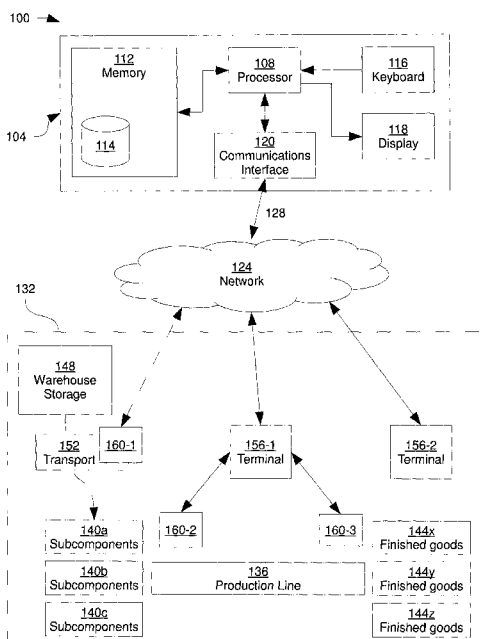 100
112
Memory
108
Processor
116
Keyboard
104
114
120
Communications
Interface
118
Display
128
124
Network
132
148
Warehouse
Storage
152
Transport
160-1
156-1
Terminal
156-2
Terminal
160-2
160-3
140a
Subcomponents
144x
Finished goods
140b
Subcomponents
136
Production Line
144y
Finished goods
140c
Subcomponents
144z
Finished goods